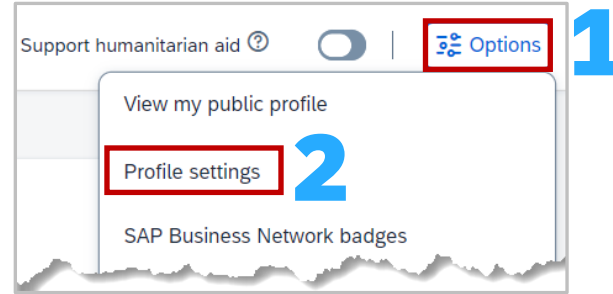 Support humanitarian aid ? Options 1
View my public profile
Profile settings 2
SAP Business Network badges